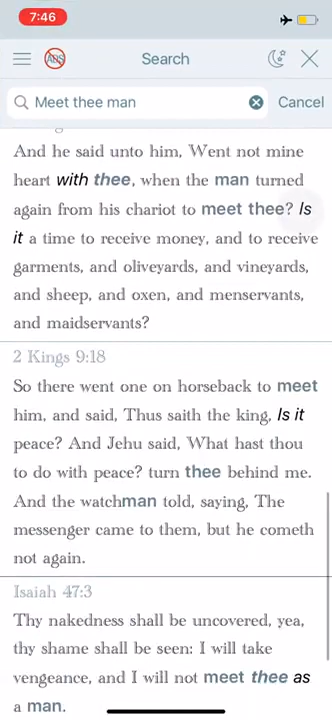 7:46
ADS
Search
Meet thee man
Cancel
And he said unto him, Went not mine
heart with thee, when the man turned
again from his chariot to meet thee? Is
it a time to receive money, and to receive
garments, and oliveyards, and vineyards,
and sheep, and oxen, and menservants,
and maidservants?
2 Kings 9:18
So there went one on horseback to meet
him, and said, Thus saith the king, Is it
peace? And Jehu said, What hast thou
to do with peace? turn thee behind me.
And the watchman told, saying, The
messenger came to them, but he cometh
not again.
Isaiah 47:3
Thy nakedness shall be uncovered, yea,
thy shame shall be seen: I will take
vengeance, and I will not meet thee as
a man.